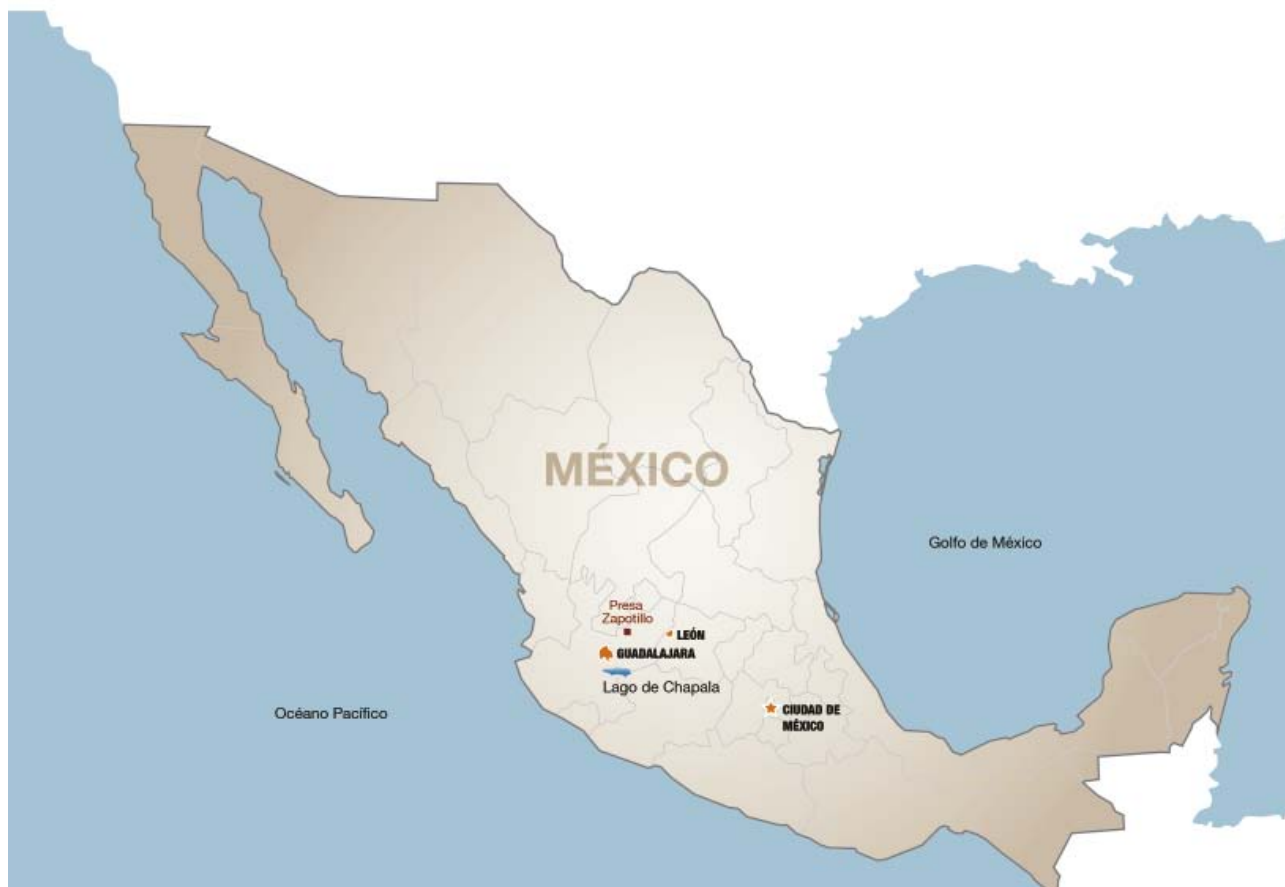 MÉXICO
Golfo de México
Presa
Zapotillo
LEÓN
GUADALAJARA
Lago de Chapala
Océano Pacífico
CIUDAD DE
MÉXICO